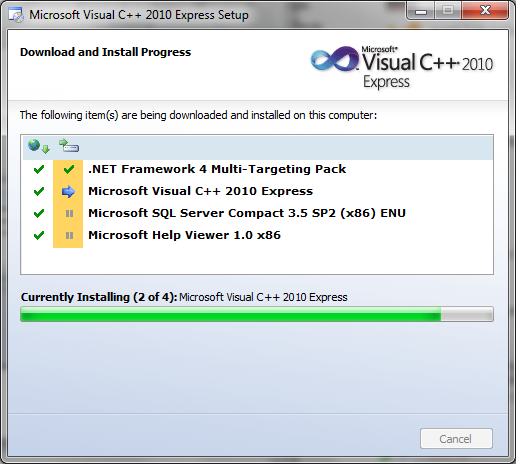 Microsoft Visual C++ 2010 Express Setup
Download and Install Progress
Microsoft®
Visual C++ 2010
Express
The following item(s) are being downloaded and installed on this computer:
.NET Framework 4 Multi-Targeting Pack
Microsoft Visual C++ 2010 Express
Microsoft SQL Server Compact 3.5 SP2 (x86) ENU
Microsoft Help Viewer 1.0 x86
Currently Installing (2 of 4): Microsoft Visual C++ 2010 Express
Cancel